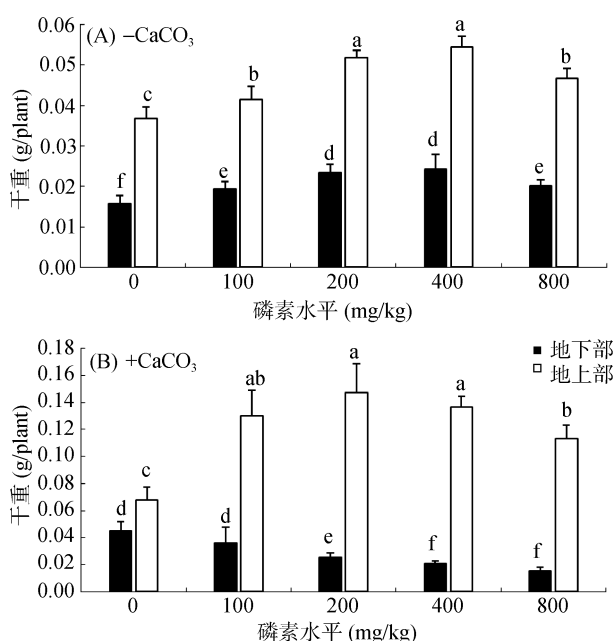 (A) −CaCO3
干重 (g/plant)
0.06
0.05
0.04
0.03
0.02
0.01
0.00
f c e b d a d a e b
0 100 200 400 800
磷素水平 (mg/kg)
(B) +CaCO3
干重 (g/plant)
0.18
0.16
0.14
0.12
0.10
0.08
0.06
0.04
0.02
0.00
d c d ab e a f a f b
地下部
地上部
0 100 200 400 800
磷素水平 (mg/kg)